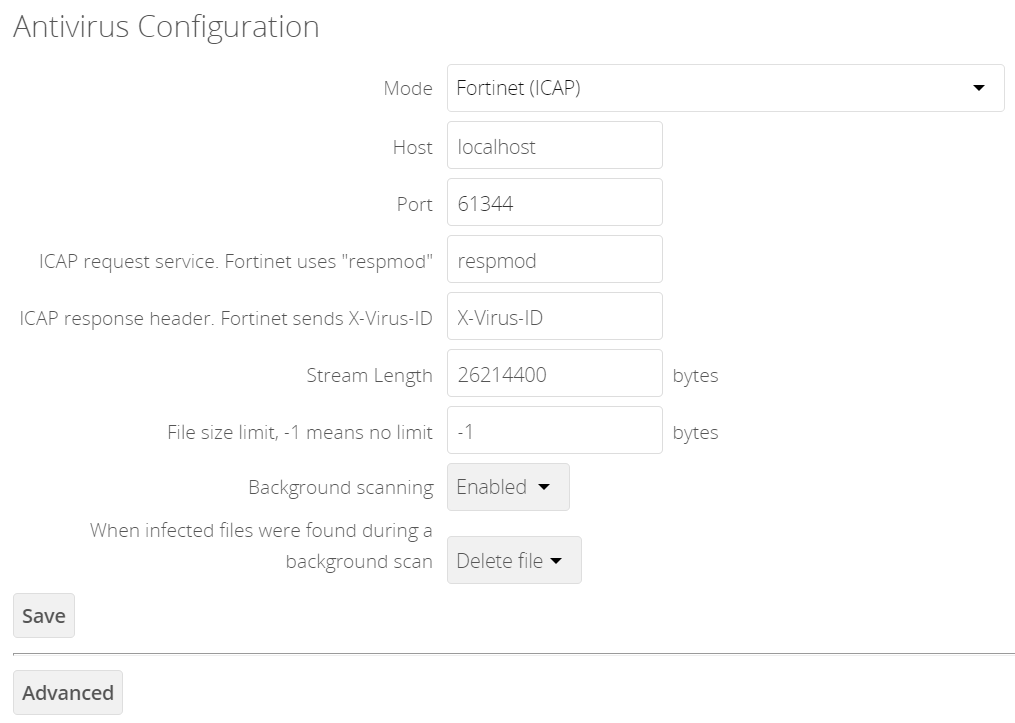 Antivirus Configuration
Mode Fortinet (ICAP)
Host localhost
Port 61344
ICAP request service. Fortinet uses "respmod" respmod
ICAP response header. Fortinet sends X-Virus-ID X-Virus-ID
Stream Length 26214400 bytes
File size limit, -1 means no limit -1 bytes
Background scanning Enabled
When infected files were found during a
background scan Delete file
Save
Advanced